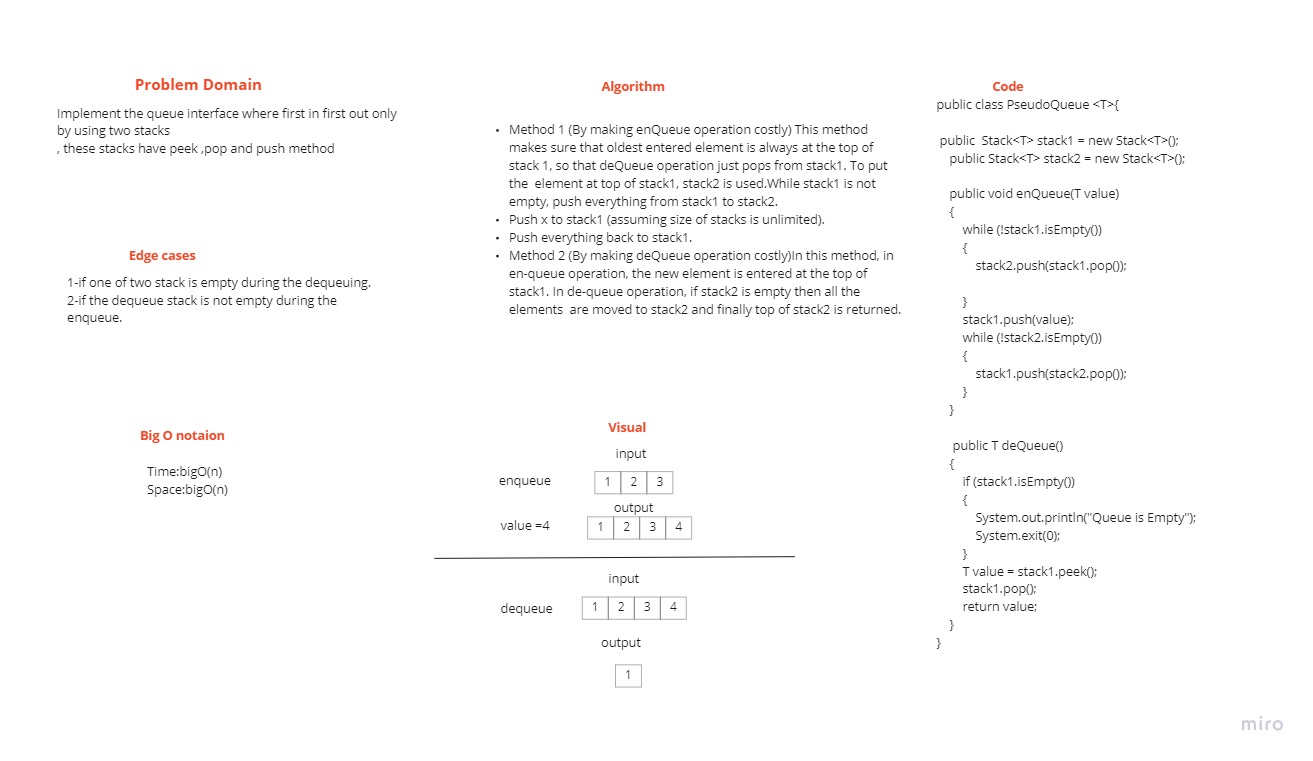 Problem Domain
Implement the queue interface where first in first out only
by using two stacks
, these stacks have peek ,pop and push method
Edge cases
1-if one of two stack is empty during the dequeuing.
2-if the dequeue stack is not empty during the
enqueue.
Big O notaion
Time:bigO(n)
Space:bigO(n)
Algorithm
• Method 1 (By making enQueue operation costly) This method
makes sure that oldest entered element is always at the top of
stack 1, so that deQueue operation just pops from stack1. To put
the  element at top of stack1, stack2 is used.While stack1 is not
empty, push everything from stack1 to stack2.
• Push x to stack1 (assuming size of stacks is unlimited).
• Push everything back to stack1.
• Method 2 (By making deQueue operation costly)In this method, in
en-queue operation, the new element is entered at the top of
stack1. In de-queue operation, if stack2 is empty then all the
elements  are moved to stack2 and finally top of stack2 is returned.
Visual
input
enqueue 1 2 3
output
value =4 1 2 3 4
input
dequeue 1 2 3 4
output
1
Code
public class PseudoQueue <T>{
public  Stack<T> stack1 = new Stack<T>();
public Stack<T> stack2 = new Stack<T>();
public void enQueue(T value)
{
while (!stack1.isEmpty())
{
stack2.push(stack1.pop());
}
stack1.push(value);
while (!stack2.isEmpty())
{
stack1.push(stack2.pop());
}
}
public T deQueue()
{
if (stack1.isEmpty())
{
System.out.println("Queue is Empty");
System.exit(0);
}
T value = stack1.peek();
stack1.pop();
return value;
}
}
miro